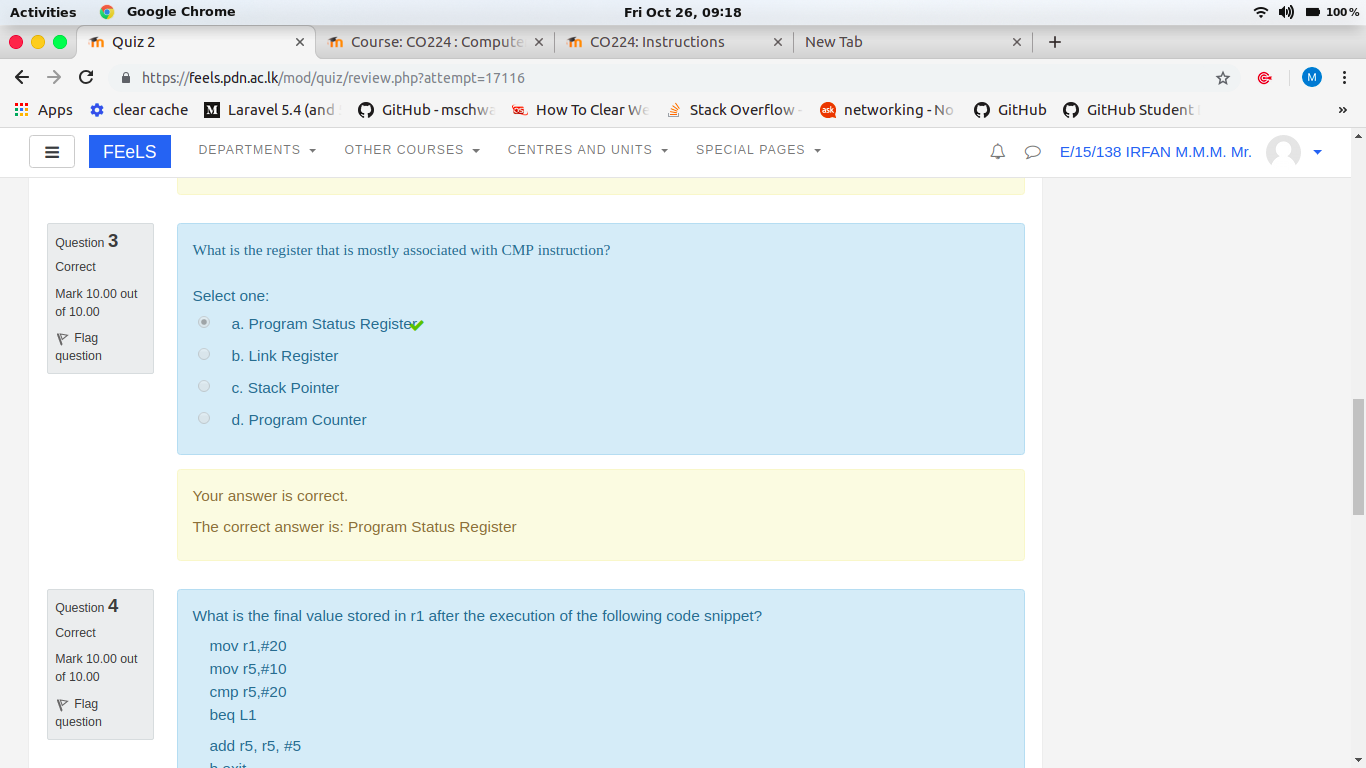 Activities
Google Chrome
Fri Oct 26, 09:18
100 %
Quiz 2
Course: CO224 : Compute
CO224: Instructions
New Tab
https://feels.pdn.ac.lk/mod/quiz/review.php?attempt=17116
M
Apps
clear cache
M Laravel 5.4 (and
GitHub - mschwa
How To Clear We
Stack Overflow -
ask networking - No
GitHub
GitHub Student
»
FEeLS
DEPARTMENTS
OTHER COURSES
CENTRES AND UNITS
SPECIAL PAGES
E/15/138 IRFAN M.M.M. Mr.
Question 3
Correct
Mark 10.00 out
of 10.00
Flag
question
What is the register that is mostly associated with CMP instruction?
Select one:
a. Program Status Register
b. Link Register
c. Stack Pointer
d. Program Counter
Your answer is correct.
The correct answer is: Program Status Register
Question 4
Correct
Mark 10.00 out
of 10.00
Flag
question
What is the final value stored in r1 after the execution of the following code snippet?
mov r1,#20
mov r5,#10
cmp r5,#20
beq L1
add r5, r5, #5
b exit